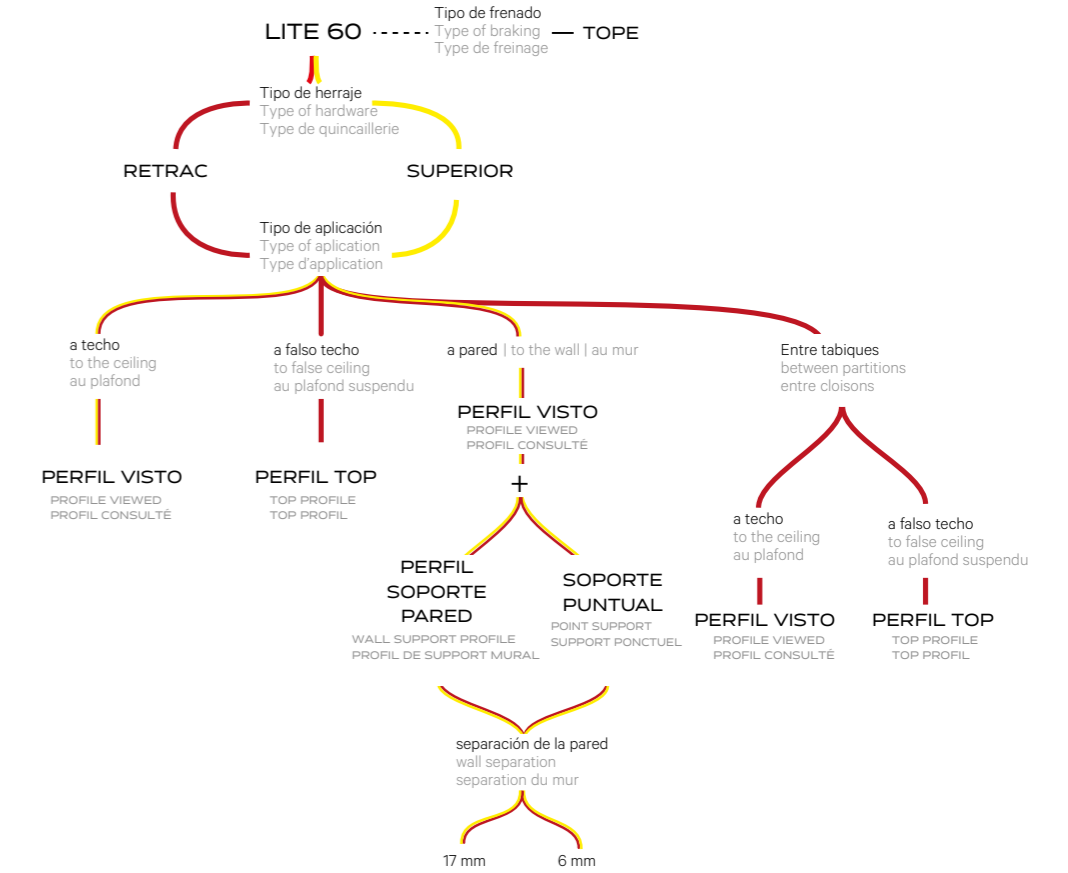 LITE 60
Tipo de frenado
Type of braking
Type de freinage
TOPE
Tipo de herraje
Type of hardware
Type de quincaillerie
RETRAC
SUPERIOR
Tipo de aplicación
Type of aplication
Type d'application
a techo
to the ceiling
au plafond
a falso techo
to false ceiling
au plafond suspendu
a pared | to the wall | au mur
Entre tabiques
between partitions
entre cloisons
PERFIL VISTO
PROFILE VIEWED
PROFIL CONSULTÉ
PERFIL VISTO
PROFILE VIEWED
PROFIL CONSULTÉ
PERFIL TOP
TOP PROFILE
TOP PROFIL
+
a techo
to the ceiling
au plafond
a falso techo
to false ceiling
au plafond suspendu
PERFIL
SOPORTE
PARED
WALL SUPPORT PROFILE
PROFIL DE SUPPORT MURAL
SOPORTE
PUNTUAL
POINT SUPPORT
SUPPORT PONCTUEL
PERFIL VISTO
PROFILE VIEWED
PROFIL CONSULTÉ
PERFIL TOP
TOP PROFILE
TOP PROFIL
separación de la pared
wall separation
separation du mur
17 mm
6 mm